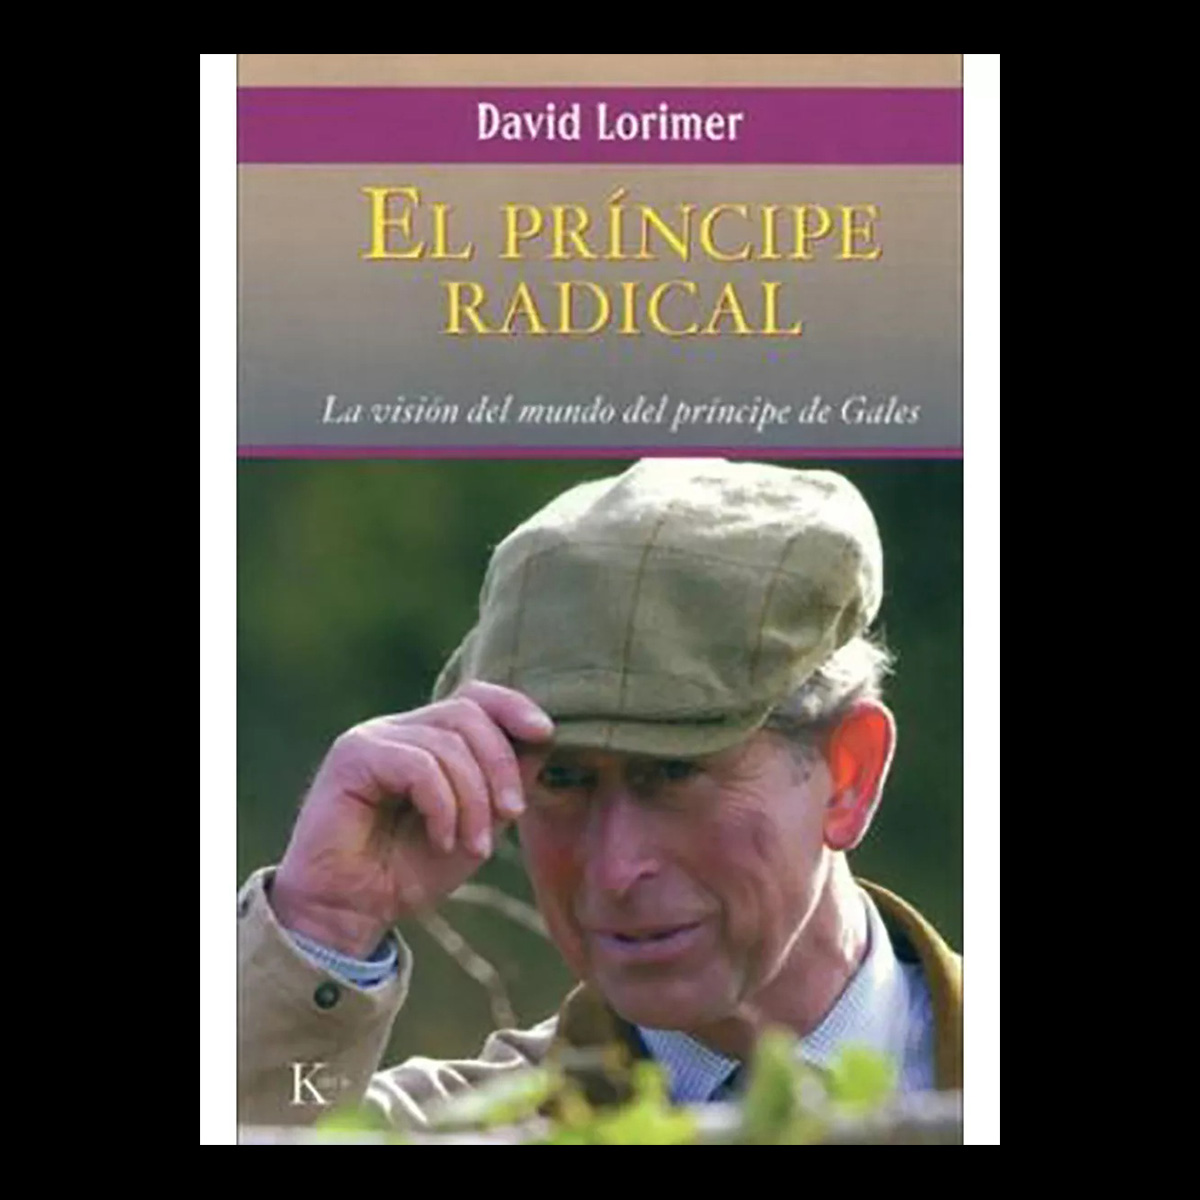 David Lorimer
EL PRÍNCIPE
RADICAL
La visión del mundo del príncipe de Gales
K